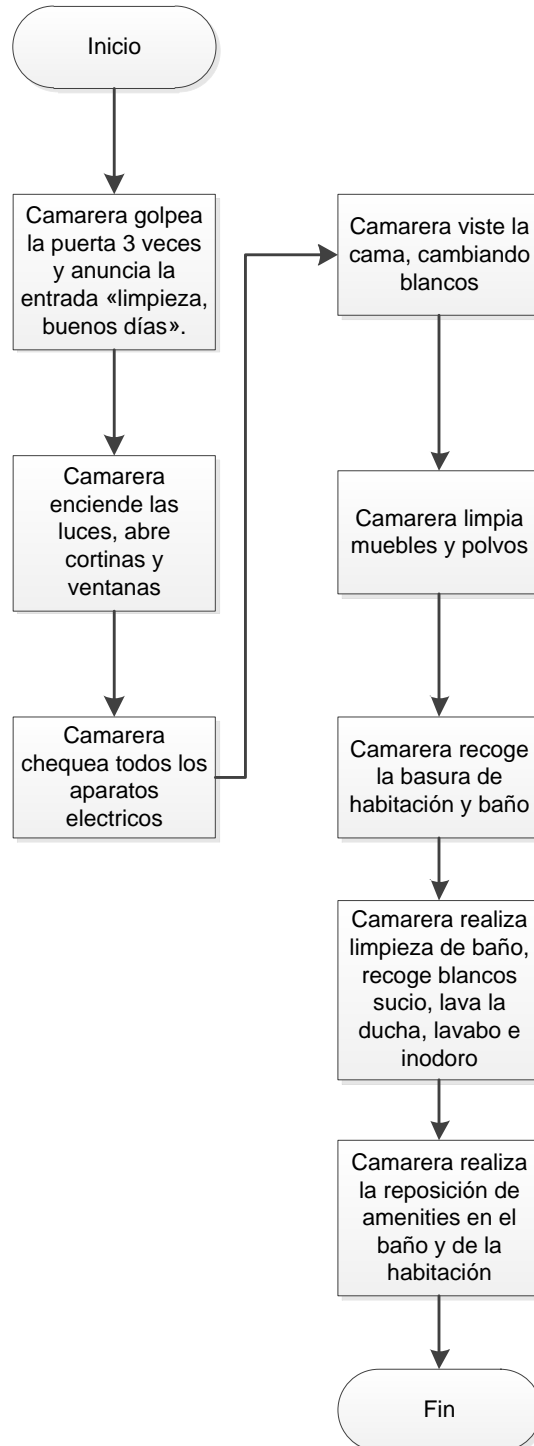 Inicio
Camarera golpea
la puerta 3 veces
y anuncia la
entrada «limpieza,
buenos días».
Camarera
enciende las
luces, abre
cortinas y
ventanas
Camarera
chequea todos los
aparatos
electricos
Camarera viste la
cama, cambiando
blancos
Camarera limpia
muebles y polvos
Camarera recoge
la basura de
habitación y baño
Camarera realiza
limpieza de baño,
recoge blancos
sucio, lava la
ducha, lavabo e
inodoro
Camarera realiza
la reposición de
amenities en el
baño y de la
habitación
Fin